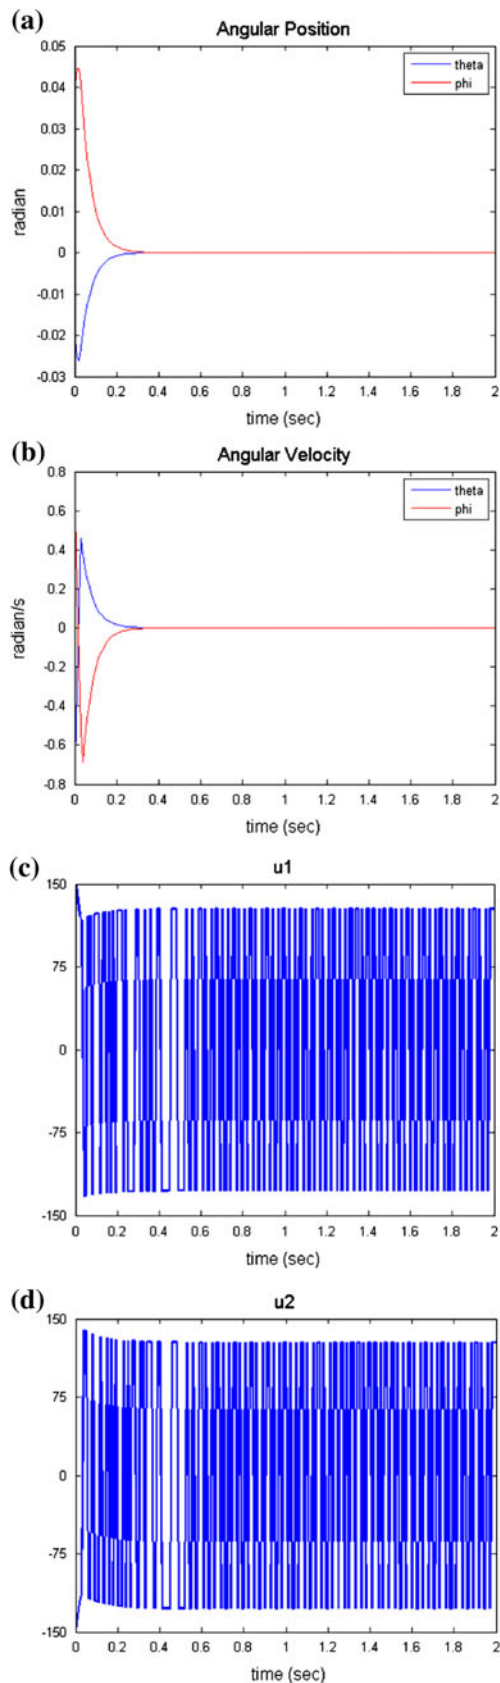 (a)
Angular Position
0.05
0.04
0.03
0.02
0.01
0
-0.01
-0.02
-0.03
radian
theta
phi
0 0.2 0.4 0.6 0.8 1 1.2 1.4 1.6 1.8 2
time (sec)
(b)
Angular Velocity
0.8
0.6
0.4
0.2
0
-0.2
-0.4
-0.6
-0.8
radian/s
theta
phi
0 0.2 0.4 0.6 0.8 1 1.2 1.4 1.6 1.8 2
time (sec)
(c)
u1
150
75
0
-75
-150
0 0.2 0.4 0.6 0.8 1 1.2 1.4 1.6 1.8 2
time (sec)
(d)
u2
150
75
0
-75
-150
0 0.2 0.4 0.6 0.8 1 1.2 1.4 1.6 1.8 2
time (sec)